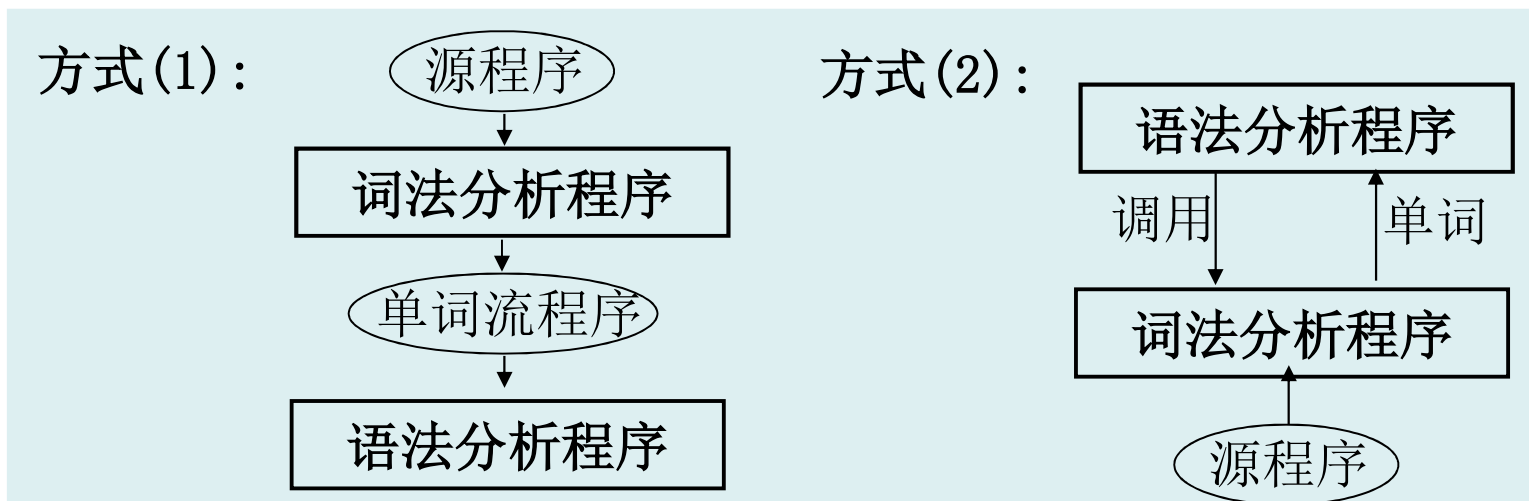 方式(1):
源程序
词法分析程序
单词流程序
语法分析程序
方式(2):
语法分析程序
调用
单词
词法分析程序
源程序